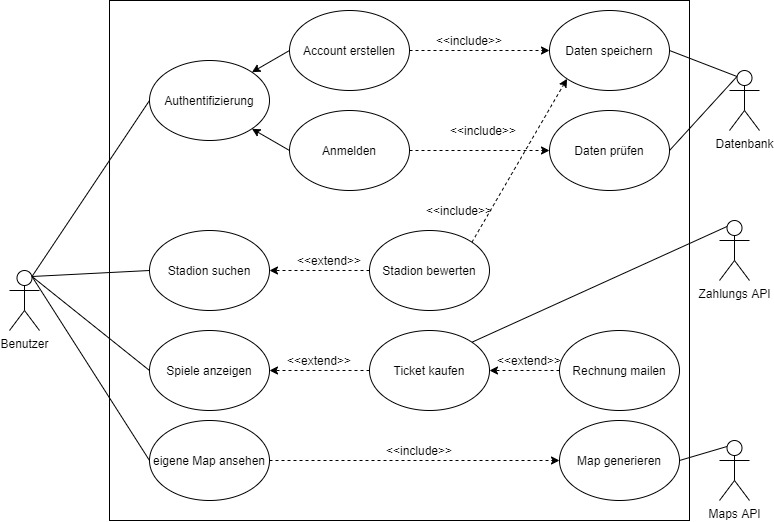 Account erstellen
<<include>>
Daten speichern
Authentifizierung
Datenbank
Anmelden
<<include>>
Daten prüfen
<<include>>
Stadion suchen
<<extend>>
Stadion bewerten
Zahlungs API
Benutzer
Spiele anzeigen
<<extend>>
Ticket kaufen
<<extend>>
Rechnung mailen
eigene Map ansehen
<<include>>
Map generieren
Maps API